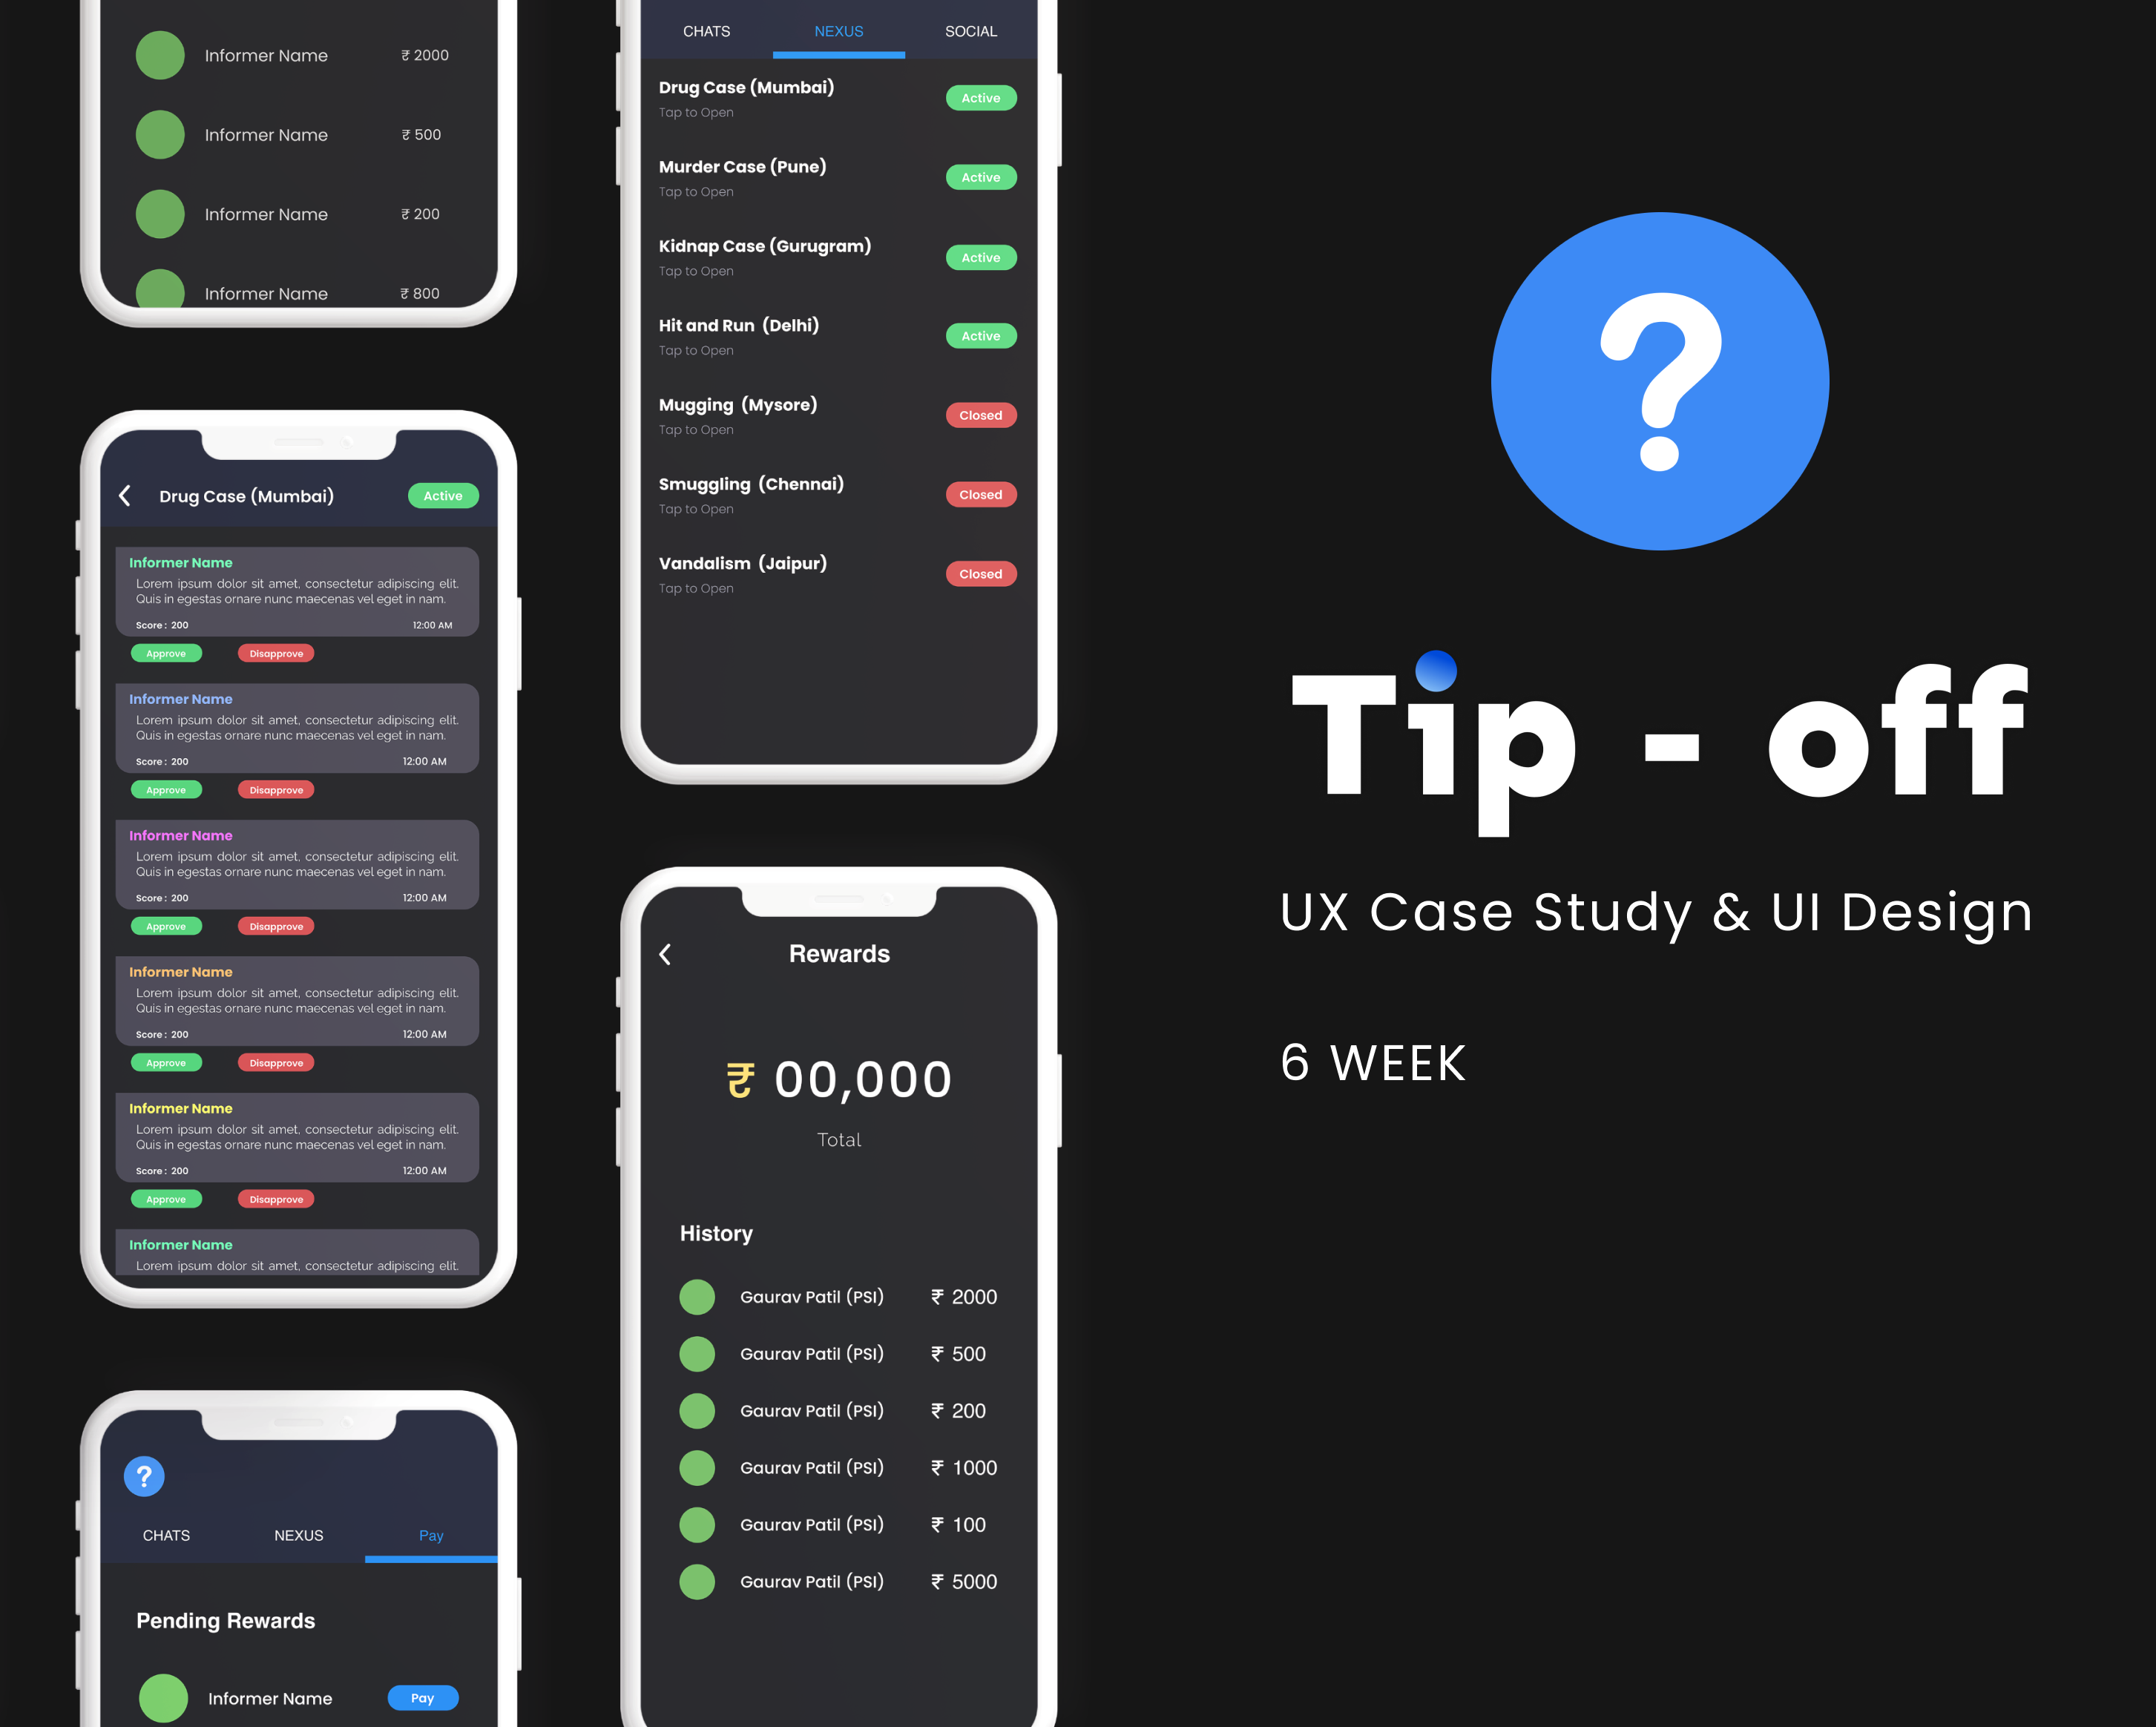 Informer Name ₹ 2000
Informer Name ₹ 500
Informer Name ₹ 200
Informer Name ₹ 800
Drug Case (Mumbai) Active
Informer Name
Lorem ipsum dolor sit amet, consectetur adipiscing elit.
Quis in egestas ornare nunc maecenas vel eget in nam.
Score : 200 12:00 AM
Approve Disapprove
Informer Name
Lorem ipsum dolor sit amet, consectetur adipiscing elit.
Quis in egestas ornare nunc maecenas vel eget in nam.
Score : 200 12:00 AM
Approve Disapprove
Informer Name
Lorem ipsum dolor sit amet, consectetur adipiscing elit.
Quis in egestas ornare nunc maecenas vel eget in nam.
Score : 200 12:00 AM
Approve Disapprove
Informer Name
Lorem ipsum dolor sit amet, consectetur adipiscing elit.
Quis in egestas ornare nunc maecenas vel eget in nam.
Score : 200 12:00 AM
Approve Disapprove
Informer Name
Lorem ipsum dolor sit amet, consectetur adipiscing elit.
Quis in egestas ornare nunc maecenas vel eget in nam.
Score : 200 12:00 AM
Approve Disapprove
Informer Name
Lorem ipsum dolor sit amet, consectetur adipiscing elit.
?
CHATS NEXUS Pay
Pending Rewards
Informer Name Pay
CHATS NEXUS SOCIAL
Drug Case (Mumbai) Active
Tap to Open
Murder Case (Pune) Active
Tap to Open
Kidnap Case (Gurugram) Active
Tap to Open
Hit and Run (Delhi) Active
Tap to Open
Mugging (Mysore) Closed
Tap to Open
Smuggling (Chennai) Closed
Tap to Open
Vandalism (Jaipur) Closed
Tap to Open
Rewards
₹ 00,000
Total
History
Gaurav Patil (PSI) ₹ 2000
Gaurav Patil (PSI) ₹ 500
Gaurav Patil (PSI) ₹ 200
Gaurav Patil (PSI) ₹ 1000
Gaurav Patil (PSI) ₹ 100
Gaurav Patil (PSI) ₹ 5000
?
Tip - off
UX Case Study & UI Design
6 WEEK